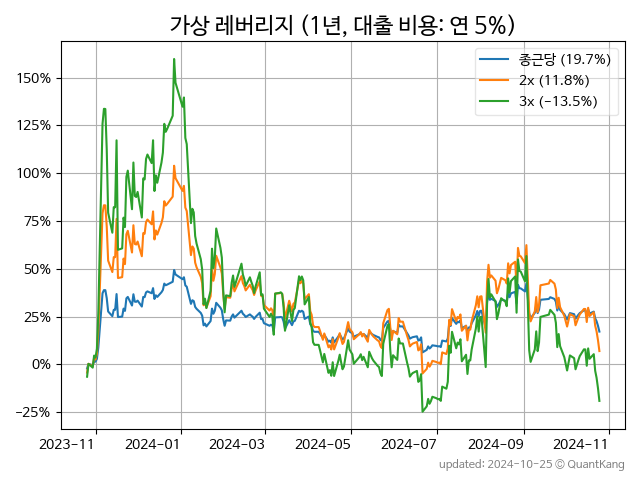 가상 레버리지 (1년, 대출 비용: 연 5%)
종근당 (19.7%)
2x (11.8%)
3x (-13.5%)
150%
125%
100%
75%
50%
25%
0%
-25%
2023-11 2024-01 2024-03 2024-05 2024-07 2024-09 2024-11
updated: 2024-10-25 © QuantKang